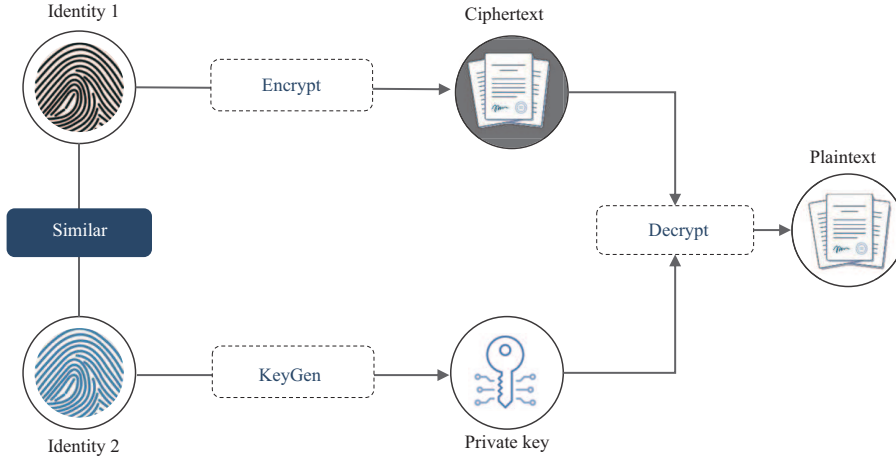 Identity 1
Ciphertext
Encrypt
Plaintext
Similar
Decrypt
KeyGen
Identity 2
Private key